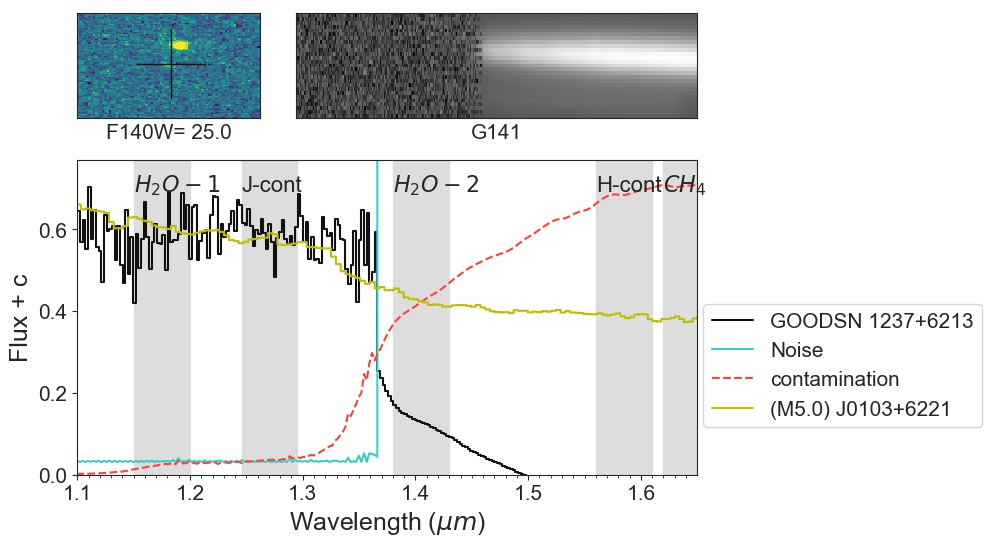 F140W= 25.0
G141
H₂O − 1
J-cont
H₂O − 2
H-cont
CH₄
Flux + c
0.6
0.4
0.2
0.0
1.1
1.2
1.3
1.4
1.5
1.6
Wavelength (μm)
GOODSN 1237+6213
Noise
contamination
(M5.0) J0103+6221